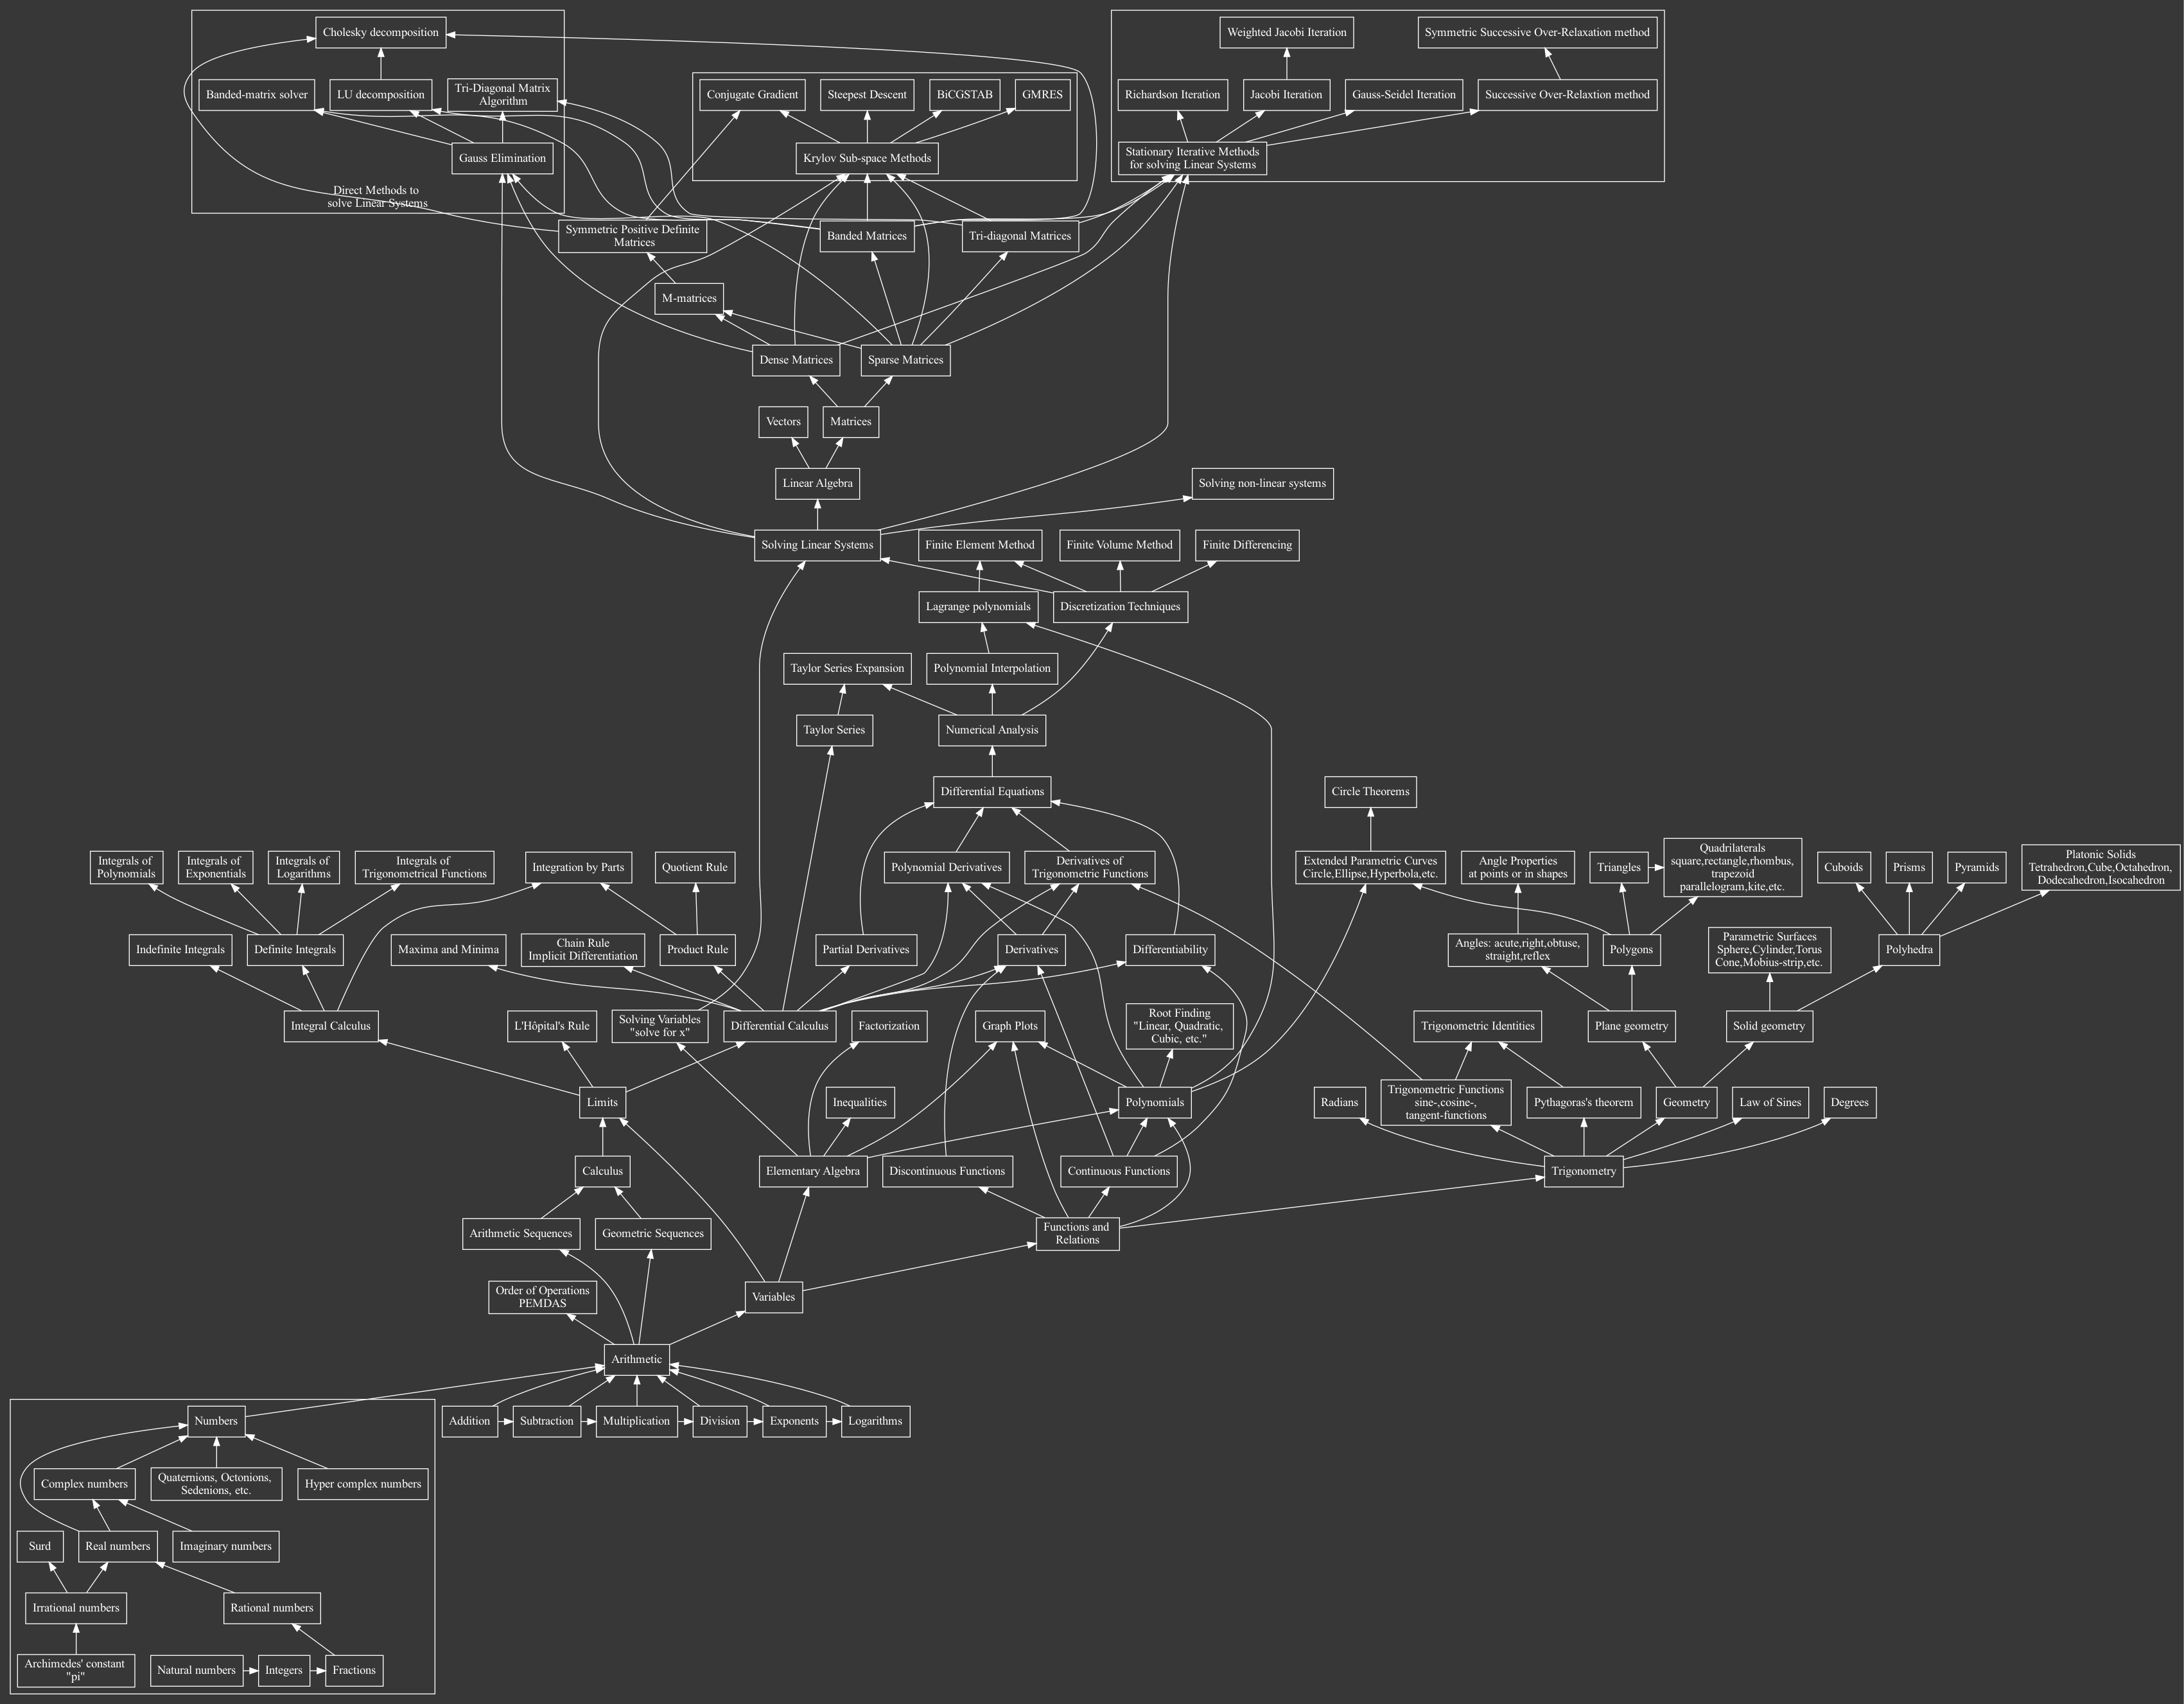 Cholesky decomposition
Weighted Jacobi Iteration
Symmetric Successive Over-Relaxation method
Banded-matrix solver
LU decomposition
Tri-Diagonal Matrix
Algorithm
Conjugate Gradient
Steepest Descent
BiCGSTAB
GMRES
Richardson Iteration
Jacobi Iteration
Gauss-Seidel Iteration
Successive Over-Relaxtion method
Gauss Elimination
Krylov Sub-space Methods
Stationary Iterative Methods
for solving Linear Systems
Direct Methods to
solve Linear Systems
Symmetric Positive Definite
Matrices
Banded Matrices
Tri-diagonal Matrices
M-matrices
Dense Matrices
Sparse Matrices
Vectors
Matrices
Linear Algebra
Solving non-linear systems
Solving Linear Systems
Finite Element Method
Finite Volume Method
Finite Differencing
Lagrange polynomials
Discretization Techniques
Taylor Series Expansion
Polynomial Interpolation
Taylor Series
Numerical Analysis
Differential Equations
Circle Theorems
Integrals of
Polynomials
Integrals of
Exponentials
Integrals of
Logarithms
Integrals of
Trigonometrical Functions
Integration by Parts
Quotient Rule
Polynomial Derivatives
Derivatives of
Trigonometric Functions
Extended Parametric Curves
Circle,Ellipse,Hyperbola,etc.
Angle Properties
at points or in shapes
Triangles
Quadrilaterals
square,rectangle,rhombus,
trapezoid
parallelogram,kite,etc.
Cuboids
Prisms
Pyramids
Platonic Solids
Tetrahedron,Cube,Octahedron,
Dodecahedron,Isocahedron
Indefinite Integrals
Definite Integrals
Maxima and Minima
Chain Rule
Implicit Differentiation
Product Rule
Partial Derivatives
Derivatives
Differentiability
Angles: acute,right,obtuse,
straight,reflex
Polygons
Parametric Surfaces
Sphere,Cylinder,Torus
Cone,Mobius-strip,etc.
Polyhedra
Integral Calculus
L'Hôpital's Rule
Solving Variables
"solve for x"
Differential Calculus
Factorization
Graph Plots
Root Finding
"Linear, Quadratic,
Cubic, etc."
Trigonometric Identities
Plane geometry
Solid geometry
Limits
Inequalities
Polynomials
Radians
Trigonometric Functions
sine-,cosine-,
tangent-functions
Pythagoras's theorem
Geometry
Law of Sines
Degrees
Calculus
Elementary Algebra
Discontinuous Functions
Continuous Functions
Trigonometry
Arithmetic Sequences
Geometric Sequences
Functions and
Relations
Order of Operations
PEMDAS
Variables
Arithmetic
Numbers
Addition
Subtraction
Multiplication
Division
Exponents
Logarithms
Complex numbers
Quaternions, Octonions,
Sedenions, etc.
Hyper complex numbers
Surd
Real numbers
Imaginary numbers
Irrational numbers
Rational numbers
Archimedes' constant
"pi"
Natural numbers
Integers
Fractions